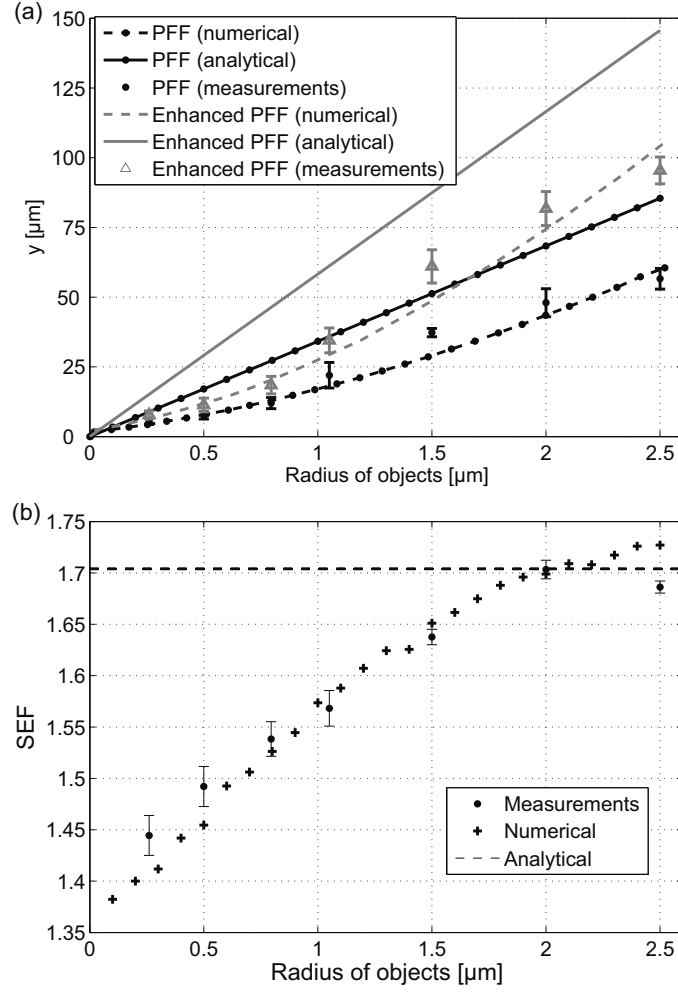 (a)
150
125
100
75
50
25
0
y [µm]
PFF (numerical)
PFF (analytical)
PFF (measurements)
Enhanced PFF (numerical)
Enhanced PFF (analytical)
Enhanced PFF (measurements)
0 0.5 1 1.5 2 2.5
Radius of objects [µm]
(b)
1.75
1.7
1.65
1.6
1.55
1.5
1.45
1.4
1.35
SEF
Measurements
Numerical
Analytical
0 0.5 1 1.5 2 2.5
Radius of objects [µm]